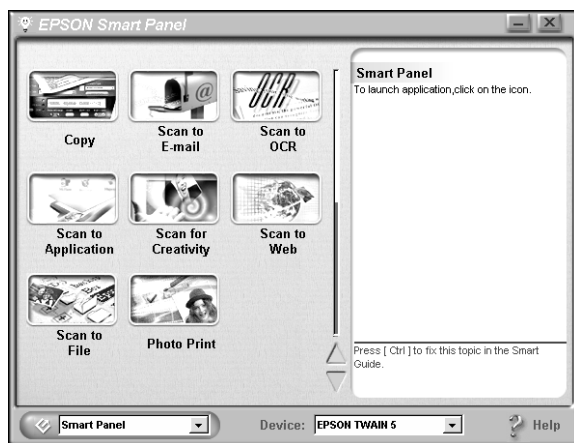 EPSON Smart Panel
Smart Panel
To launch application,click on the icon.
Copy
Scan to
E-mail
Scan to
OCR
Scan to
Application
Scan for
Creativity
Scan to
Web
Scan to
File
Photo Print
Press [ Ctrl ] to fix this topic in the Smart
Guide.
Smart Panel
Device:
EPSON TWAIN 5
Help